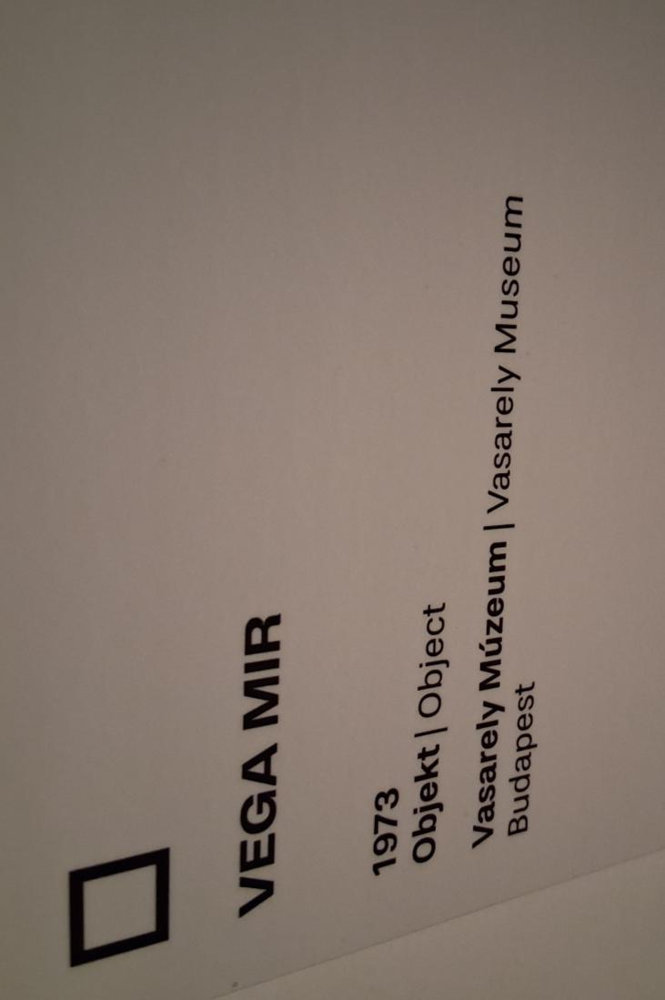 VEGA MIR
1973
Objekt | Object
Vasarely Múzeum | Vasarely Museum
Budapest